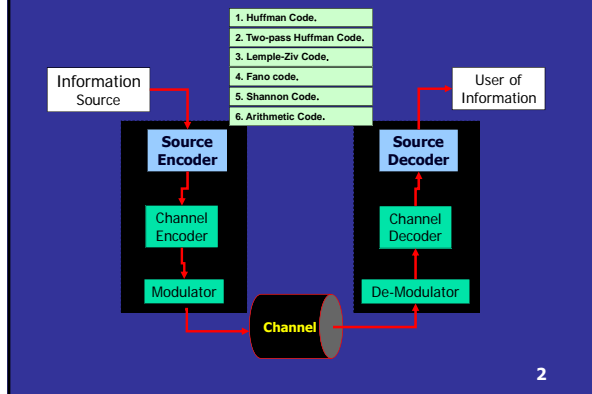 1. Huffman Code.
2. Two-pass Huffman Code.
3. Lemple-Ziv Code.
4. Fano code.
5. Shannon Code.
6. Arithmetic Code.
Information
Source
User of
Information
Source
Encoder
Source
Decoder
Channel
Encoder
Channel
Decoder
Modulator
De-Modulator
Channel
2